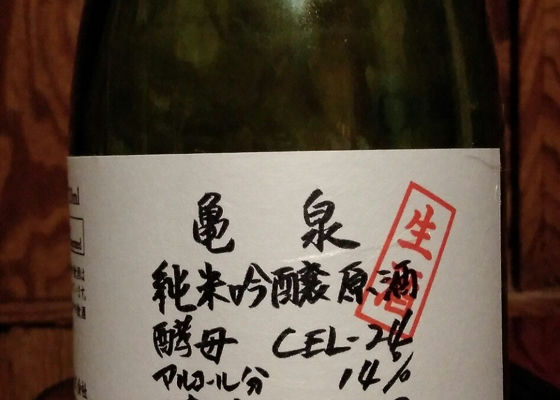 亀 泉
生酒
純米吟醸原酒
酵母 CEL-24
アルコール分 14%